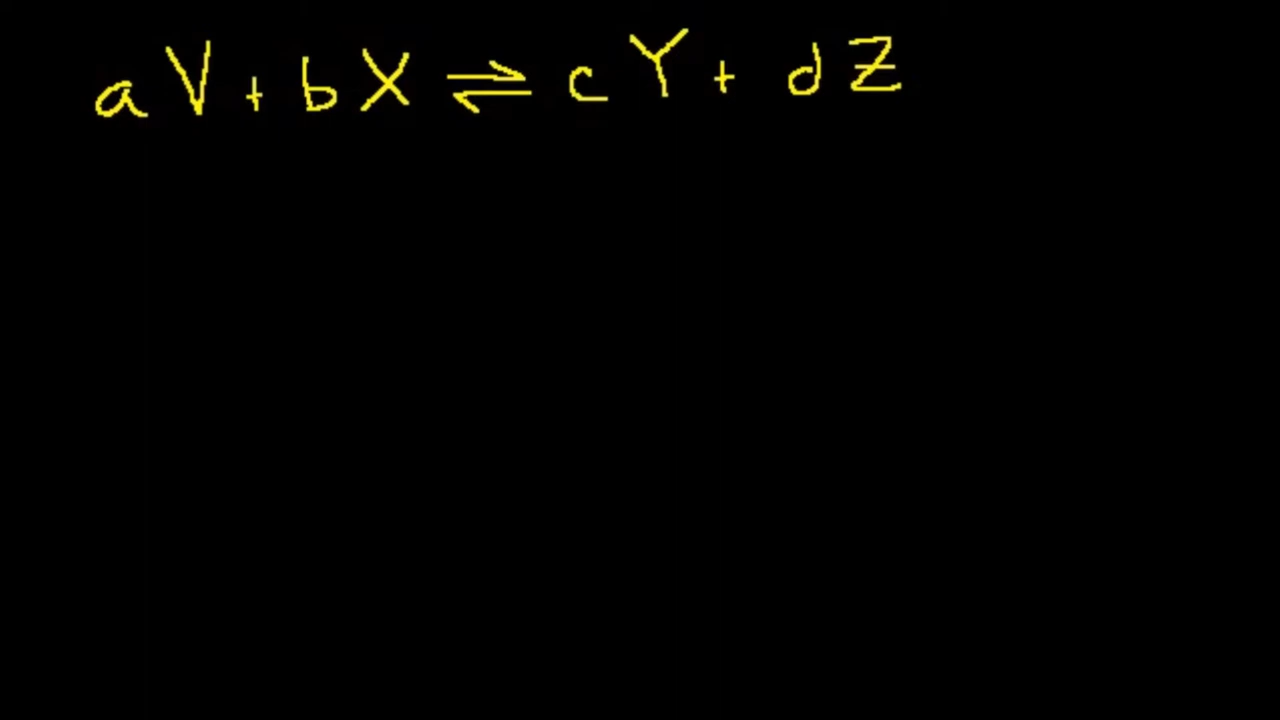 aV + bX ⇌ cY + dZ